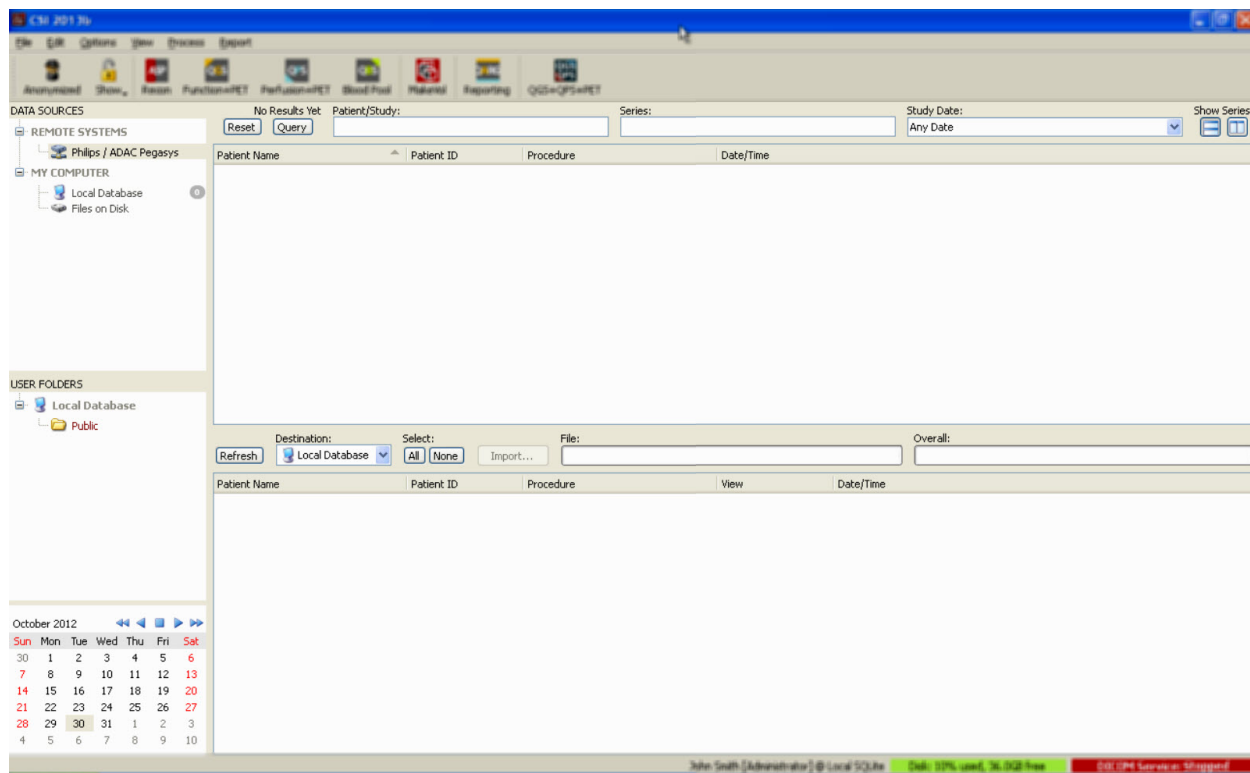 CSI 2013b
File Edit Options View Process Export
Anonymized Show Recon Function+PET Perfusion+PET Blood Pool Reporting QGS+QPS+PET
DATA SOURCES No Results Yet Patient/Study: Series: Study Date: Show Series
REMOTE SYSTEMS Reset Query Any Date
Philips / ADAC Pegasys Patient Name Patient ID Procedure Date/Time
MY COMPUTER
Local Database 0
Files on Disk
USER FOLDERS
Local Database
Public
Destination: Select: File: Overall:
Refresh Local Database All None Import...
Patient Name Patient ID Procedure View Date/Time
October 2012
Sun Mon Tue Wed Thu Fri Sat
30 1 2 3 4 5 6
7 8 9 10 11 12 13
14 15 16 17 18 19 20
21 22 23 24 25 26 27
28 29 30 31 1 2 3
4 5 6 7 8 9 10
John Smith [Administrator] @ Local SQLite Disk: 10% used, 36.0GB free DICOM Service: Stopped